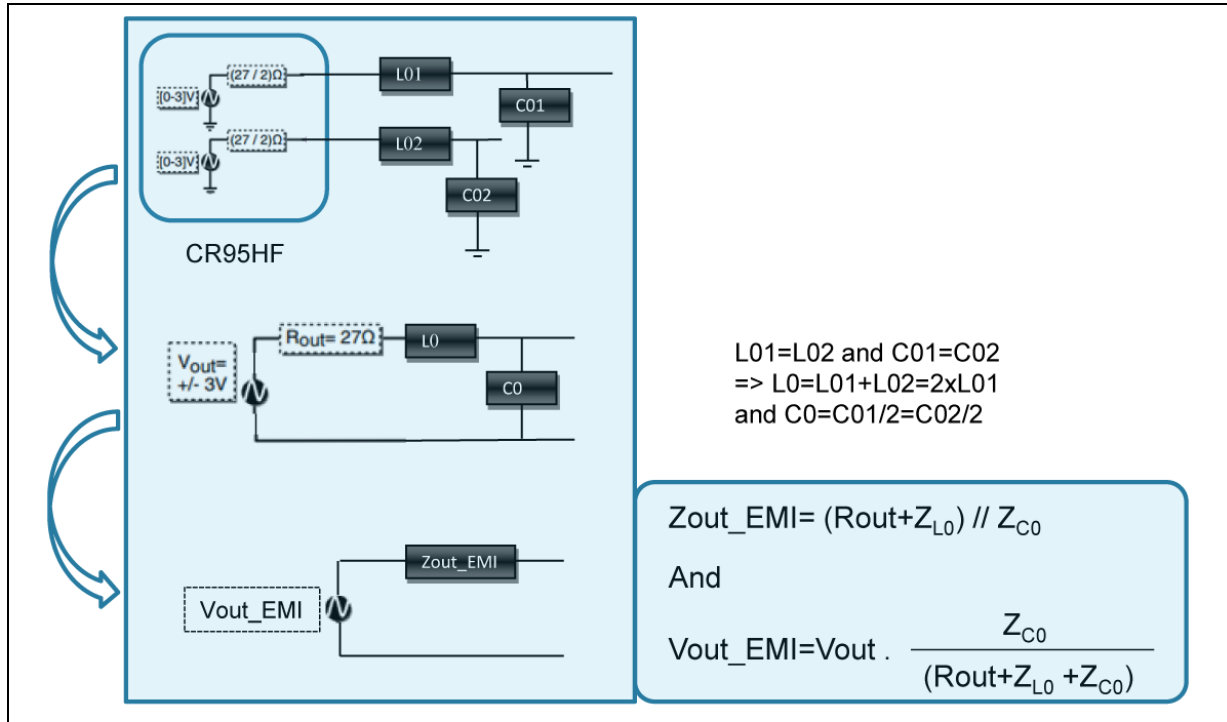 [0-3]V
(27 / 2)Ω
L01
C01
[0-3]V
(27 / 2)Ω
L02
C02
CR95HF
Vout=
+/- 3V
Rout= 27Ω
L0
C0
L01=L02 and C01=C02
=> L0=L01+L02=2xL01
and C0=C01/2=C02/2
Vout_EMI
Zout_EMI
Zout_EMI= (Rout+ZL0) // ZC0
And
Vout_EMI=Vout . ZC0
(Rout+ZL0 +ZC0)